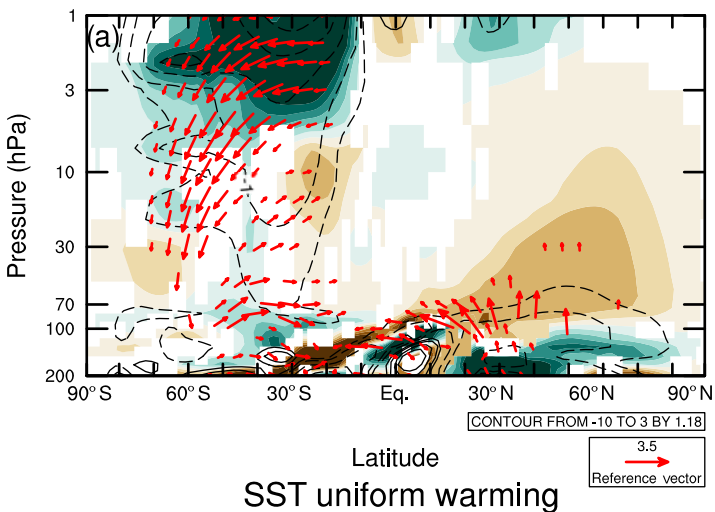 (a)
1
3
10
30
70
100
200
Pressure (hPa)
-1
90°S 60°S 30°S Eq. 30°N 60°N 90°N
CONTOUR FROM -10 TO 3 BY 1.18
3.5
Reference vector
Latitude
SST uniform warming